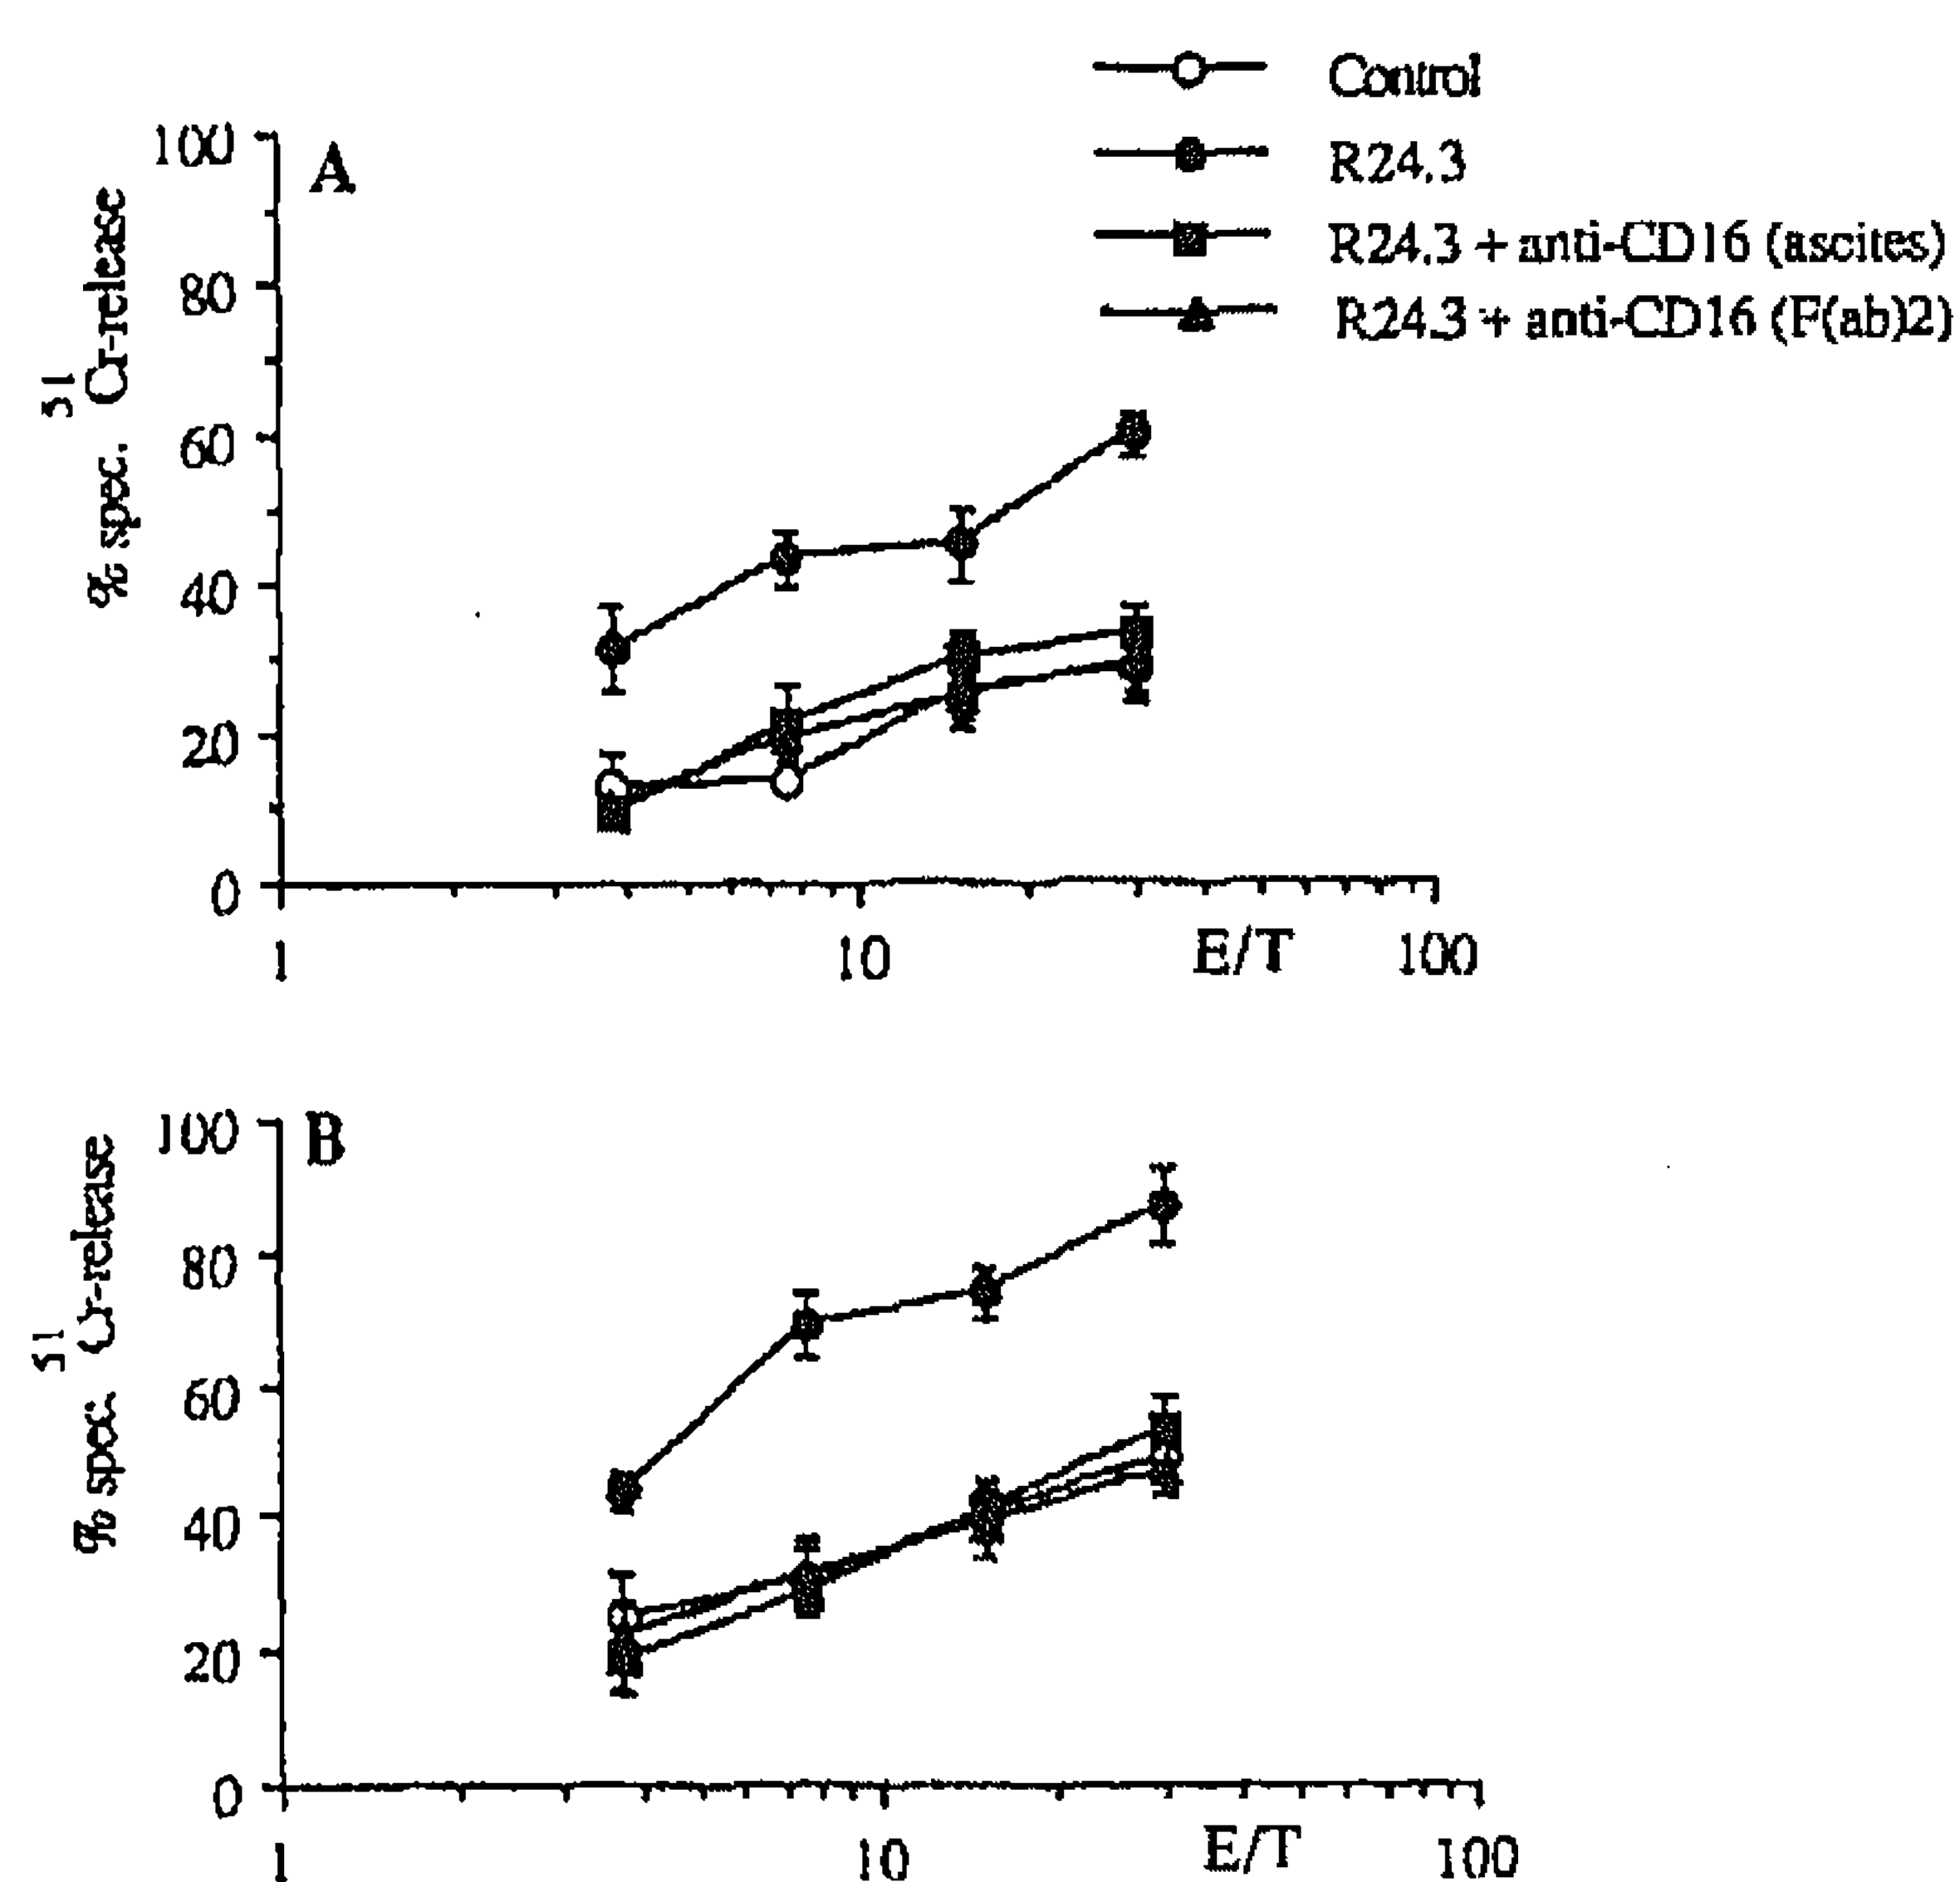 Control
R24.3
R24.3 + anti-CD16 (ascites)
R24.3 + anti-CD16 (F(ab)2)
A
% spec. 51 Cr-release
100
80
60
40
20
0
1
10
E/T
100
B
% spec. 51 Cr-release
100
80
60
40
20
0
1
10
E/T
100